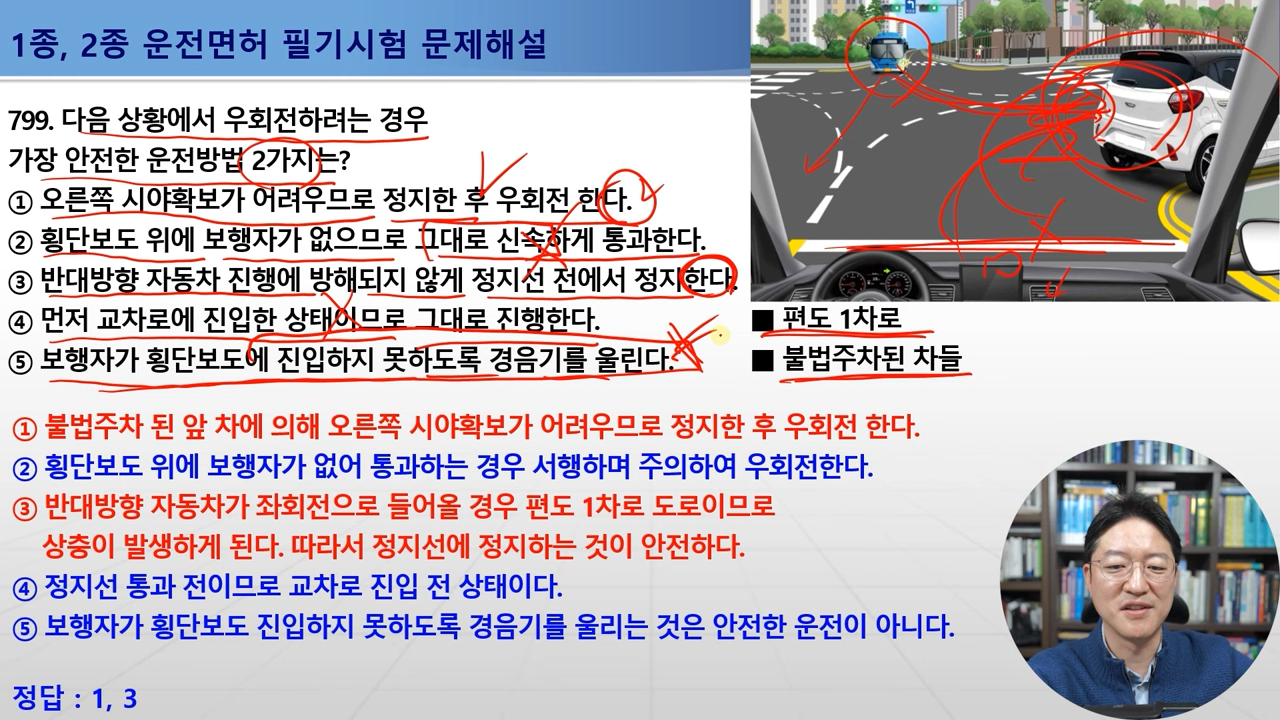 1종, 2종 운전면허 필기시험 문제해설
799. 다음 상황에서 우회전하려는 경우
가장 안전한 운전방법 2가지는?
① 오른쪽 시야확보가 어려우므로 정지한 후 우회전 한다.
② 횡단보도 위에 보행자가 없으므로 그대로 신속하게 통과한다.
③ 반대방향 자동차 진행에 방해되지 않게 정지선 전에서 정지한다.
④ 먼저 교차로에 진입한 상태이므로 그대로 진행한다.
⑤ 보행자가 횡단보도에 진입하지 못하도록 경음기를 울린다.
■ 편도 1차로
■ 불법주차된 차들
① 불법주차 된 앞 차에 의해 오른쪽 시야확보가 어려우므로 정지한 후 우회전 한다.
② 횡단보도 위에 보행자가 없어 통과하는 경우 서행하며 주의하여 우회전한다.
③ 반대방향 자동차가 좌회전으로 들어올 경우 편도 1차로 도로이므로
상충이 발생하게 된다. 따라서 정지선에 정지하는 것이 안전하다.
④ 정지선 통과 전이므로 교차로 진입 전 상태이다.
⑤ 보행자가 횡단보도 진입하지 못하도록 경음기를 울리는 것은 안전한 운전이 아니다.
정답 : 1, 3